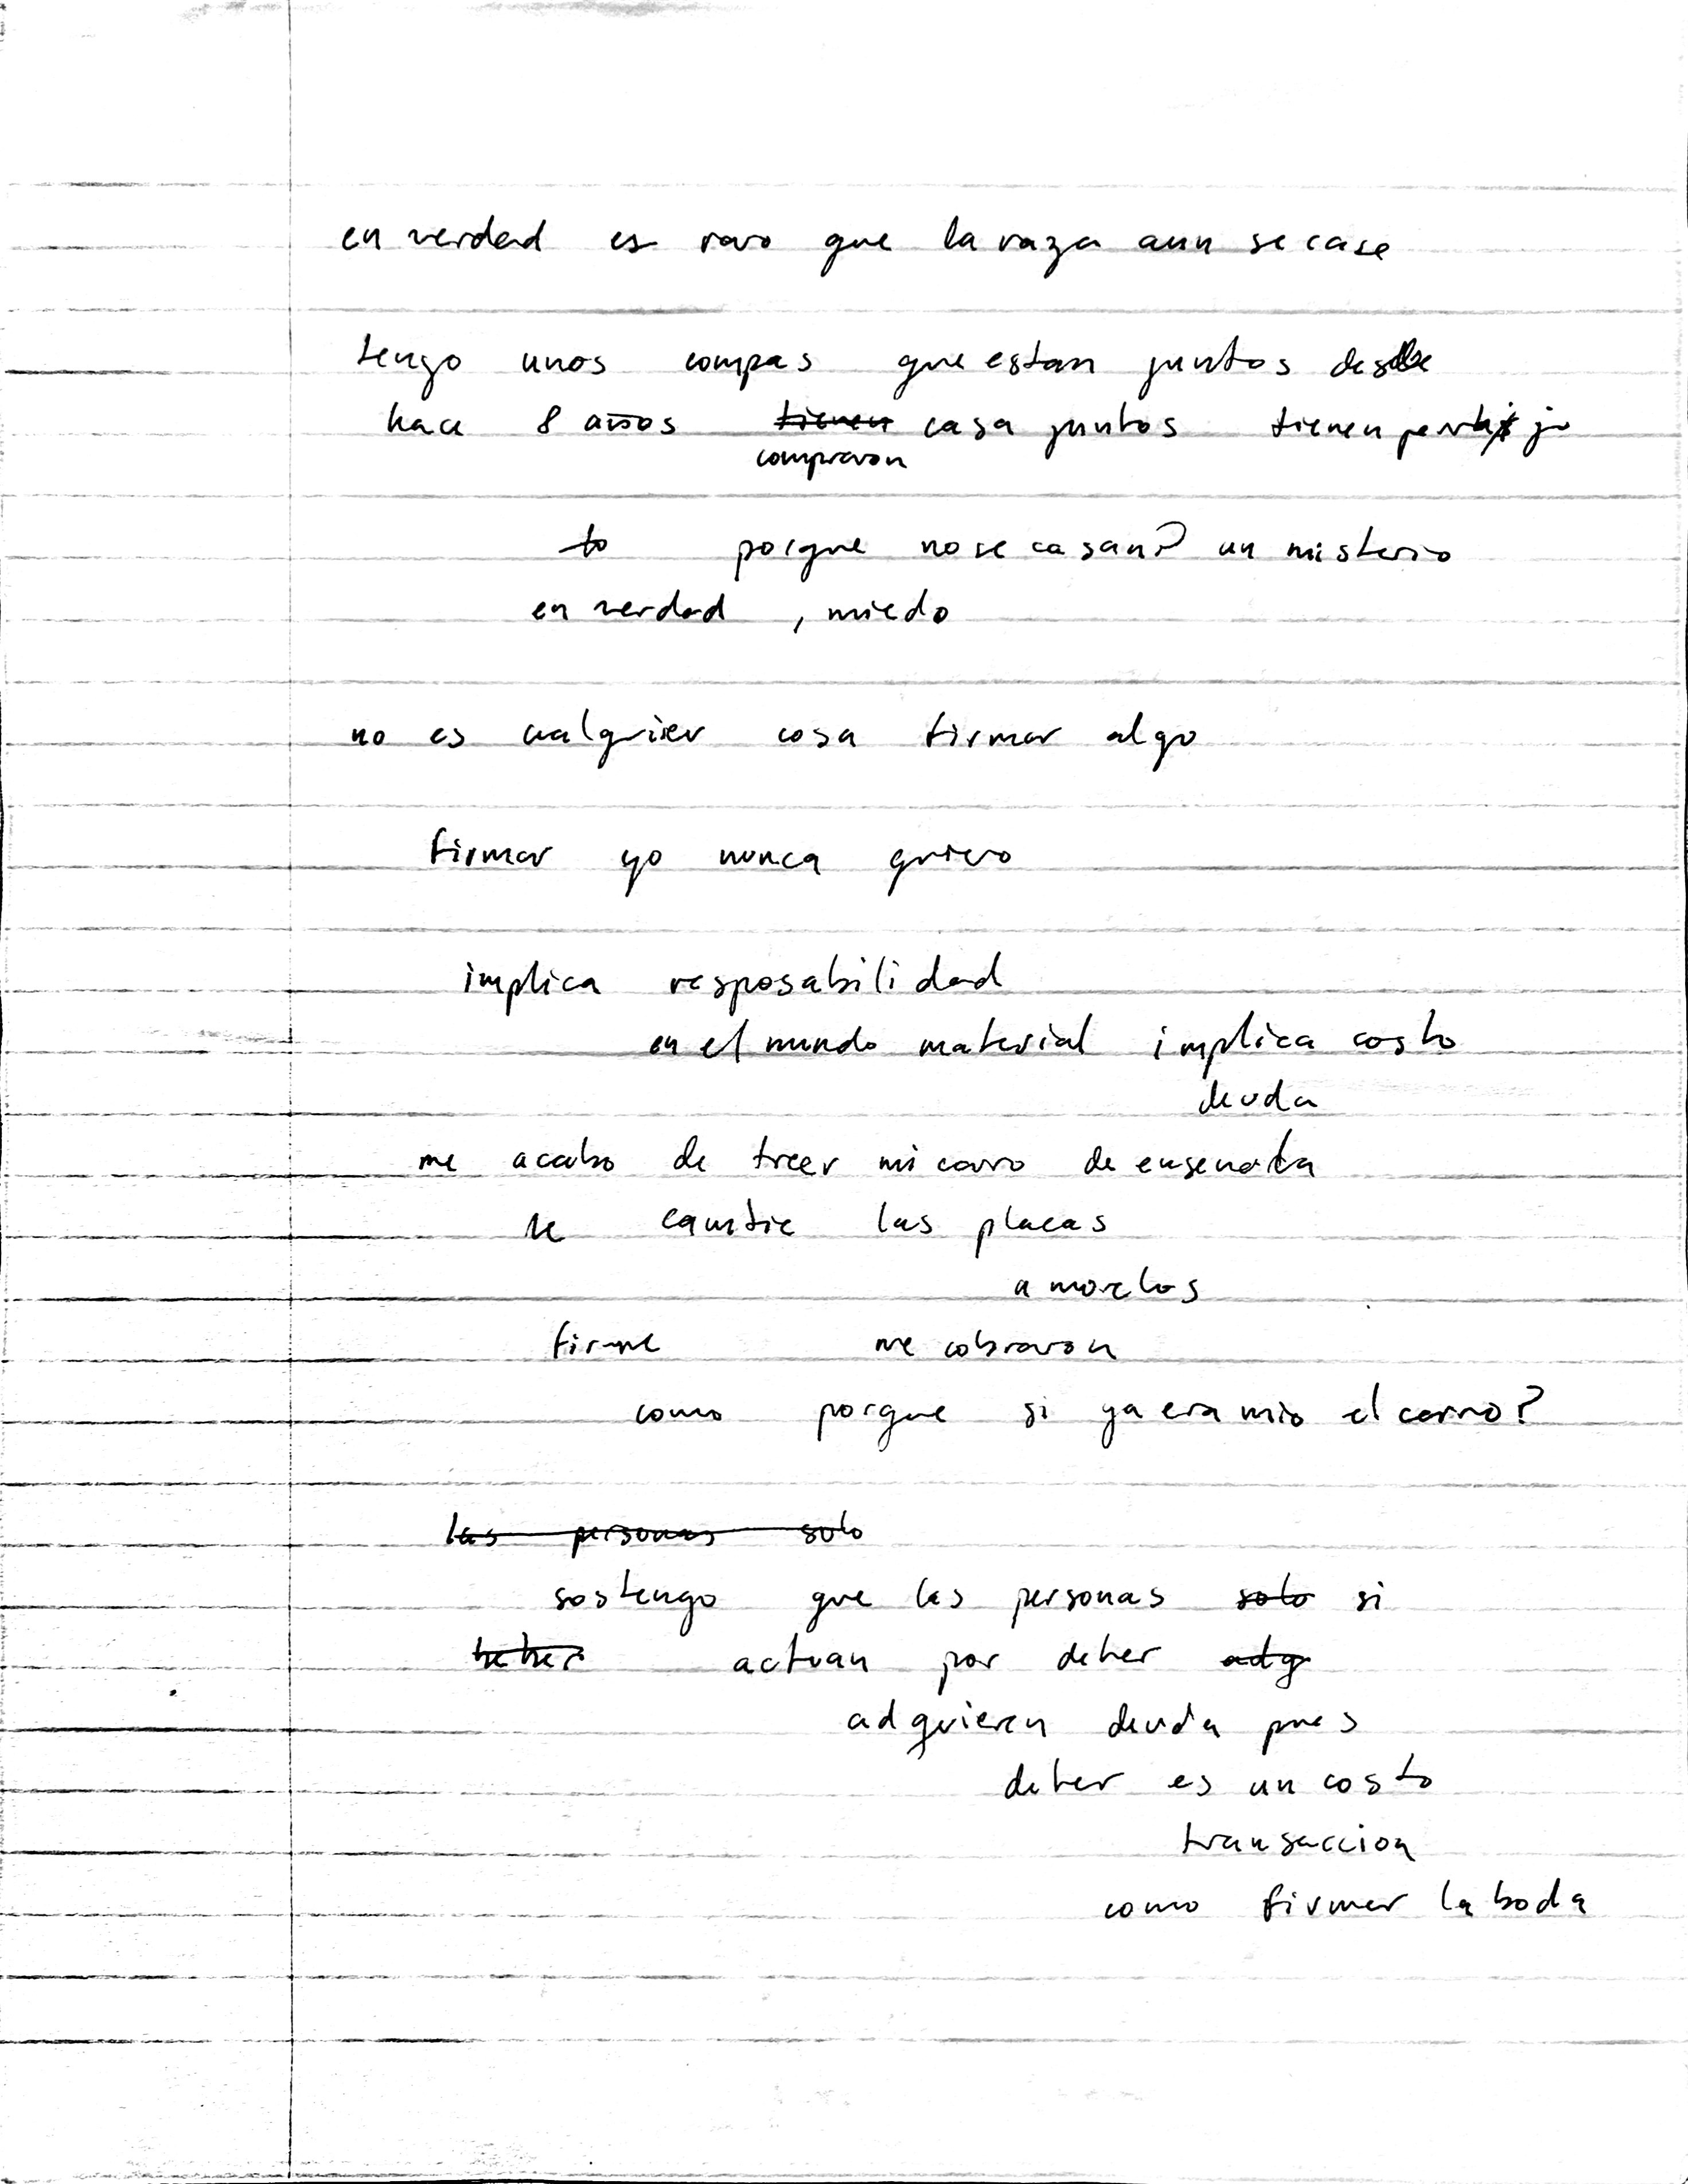 en verdad es raro que la raza aun se case
tengo unos compas que estan juntos desde
hace 8 años tienen casa juntos tienen perrhijo
compraron
to porque no se casan? un misterio
en verdad , miedo
no es cualquier cosa firmar algo
firmar yo nunca quiero
implica resposabilidad
en el mundo material implica costo
deuda
me acabo de traer mi carro de ensenada
le cambie las placas
a morelos
firme me cobraron
como porque si ya era mio el carro?
las personas solo
sostengo que las personas solo si
actuan por deber adq
adquieren deuda pues
deber es un costo
transaccion
como firmar la boda